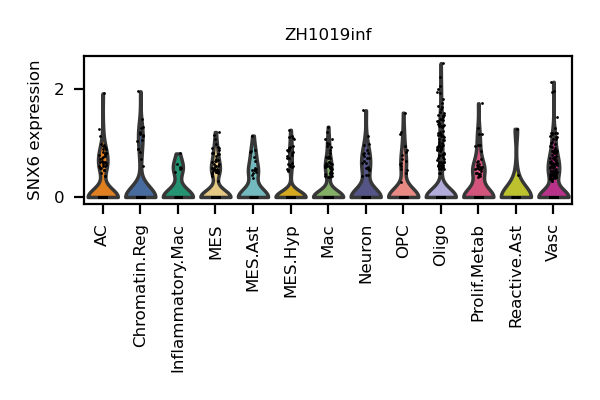 ZH1019inf
SNX6 expression
2
0
AC
Chromatin.Reg
Inflammatory.Mac
MES
MES.Ast
MES.Hyp
Mac
Neuron
OPC
Oligo
Prolif.Metab
Reactive.Ast
Vasc